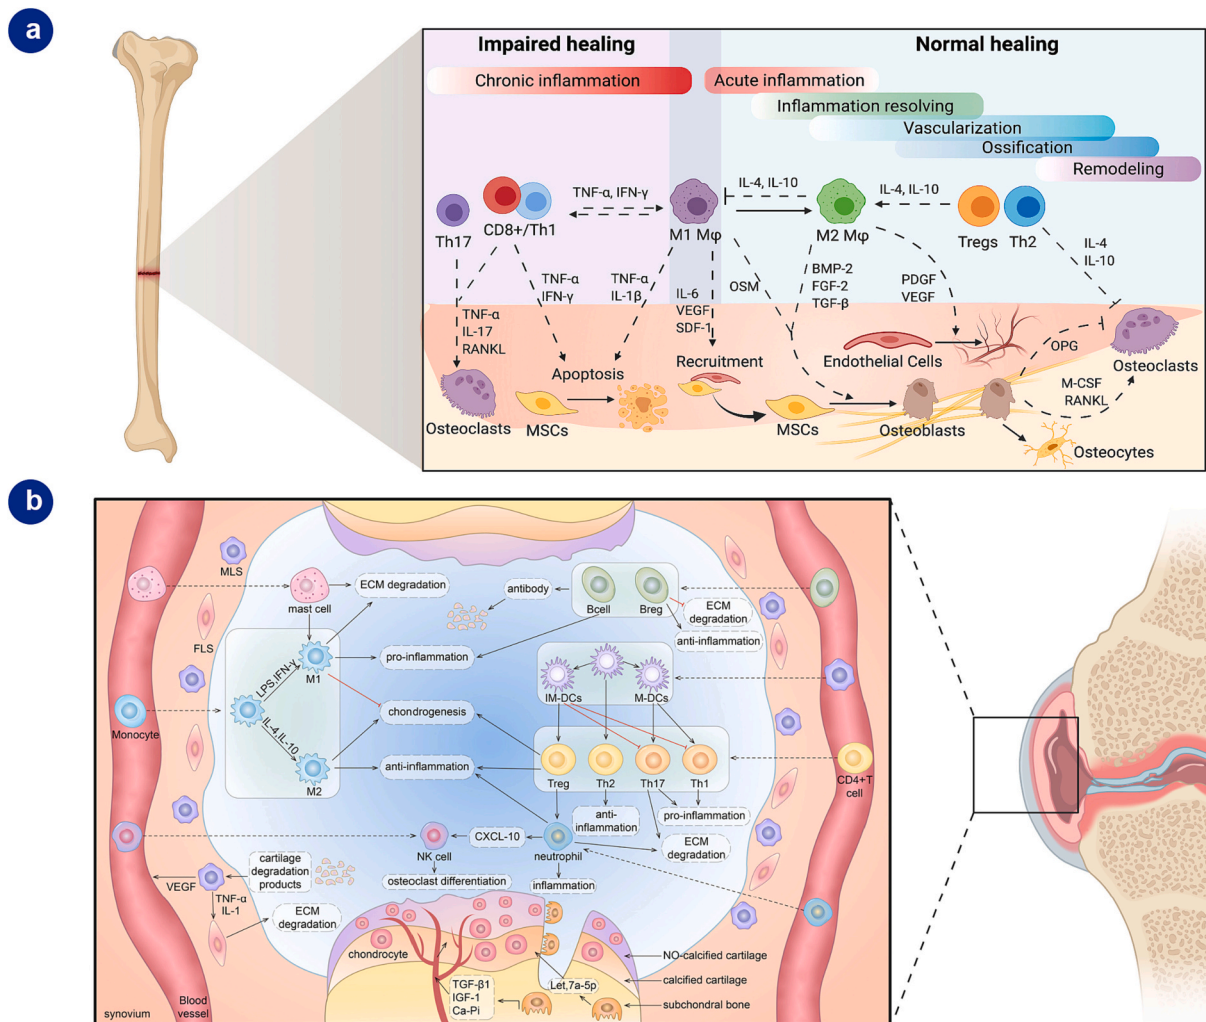 a
Impaired healing
Normal healing
Chronic inflammation
Acute inflammation
Inflammation resolving
Vascularization
Ossification
Remodeling
TNF-α, IFN-γ
IL-4, IL-10
IL-4, IL-10
Th17
CD8+/Th1
M1 Mφ
M2 Mφ
Tregs
Th2
IL-4
IL-10
TNF-α
IFN-γ
TNF-α
IL-1β
IL-6
VEGF
SDF-1
OSM
BMP-2
FGF-2
TGF-β
PDGF
VEGF
TNF-α
IL-17
RANKL
Apoptosis
Recruitment
Endothelial Cells
OPG
Osteoclasts
M-CSF
RANKL
Osteoclasts
MSCs
MSCs
Osteoblasts
Osteocytes
b
MLS
mast cell
ECM degradation
antibody
Bcell
Breg
ECM
degradation
anti-inflammation
FLS
LPS,IFN-γ
M1
pro-inflammation
IM-DCs
M-DCs
chondrogenesis
Monocyte
IL-4,IL-10
M2
anti-inflammation
Treg
Th2
Th17
Th1
CD4+T
cell
anti-
inflammation
pro-inflammation
CXCL-10
NK cell
neutrophil
ECM
degradation
cartilage
degradation
products
VEGF
TNF-α
IL-1
osteoclast differentiation
inflammation
ECM
degradation
chondrocyte
NO-calcified cartilage
calcified cartilage
TGF-β1
IGF-1
Ca-Pi
Let,7a-5p
subchondral bone
synovium
Blood
vessel